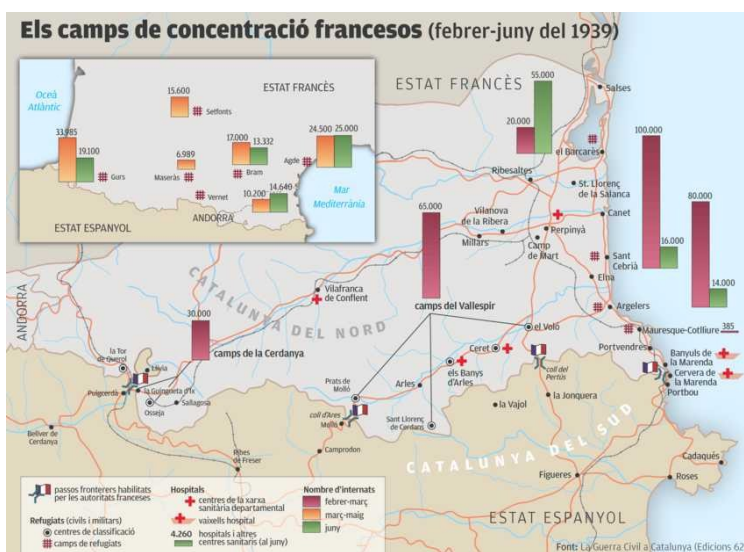 Els camps de concentració francesos (febrer-juny del 1939)
Oceà
Atlàntic
ESTAT FRANCÈS
15.600
Setfonts
33.985
19.100
Gurs
6.989
Maseràs
17.000
13.332
Bram
Vernet
24.500
25.000
Agde
10.200
14.640
ANDORRA
ESTAT ESPANYOL
Mar
Mediterrània
ESTAT FRANCÈS
55.000
20.000
Salses
el Barcarès
Ribesaltes
St. Llorenç
de la Salanca
100.000
16.000
80.000
14.000
Vilanova
de la Ribera
Millars
Canet
Perpinyà
Camp
de Mart
Sant
Cebrià
Elna
65.000
camps del Vallespir
Vilafranca
de Conflent
CATALUNYA DEL NORD
Argelers
Mauresque-Cotlliure
385
30.000
camps de la Cerdanya
ANDORRA
la Tor
de Querol
Llívia
Puigcerdà
la Guingueta d'Ix
Osseja
Sallagosa
el Voló
Ceret
els Banys
d'Arles
Arles
Prats de
Molló
coll d'Ares
Molló
Sant Llorenç
de Cerdans
coll del
Pertús
Portvendres
Banyuls de
la Marenda
Cervera de
la Marenda
Portbou
la Vajol
la Jonquera
Bellver de
Cerdanya
Ribes
de Freser
Camprodon
CATALUNYA DEL SUD
Figueres
Cadaqués
Roses
ESTAT ESPANYOL
passos fronterers habilitats
per les autoritats franceses
Refugiats (civils i militars)
centres de classificació
camps de refugiats
Hospitals
centres de la xarxa
sanitària departamental
vaixells hospital
4.260 hospitals i altres
centres sanitaris (al juny)
Nombre d'internats
febrer-març
març-maig
juny
Font: La Guerra Civil a Catalunya (Edicions 62